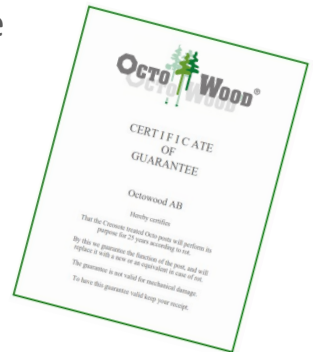 e
OCTO WOOD®
CERTIFICATE
OF
GUARANTEE
Octowood AB
Hereby certifies
That the Creosote treated Octo posts will perform its
purpose for 25 years according to rot.
By this we guarantee the function of the post, and will
replace it with a new or an equivalent in case of rot.
The guarantee is not valid for mechanical damage.
To have this guarantee valid keep your receipt.